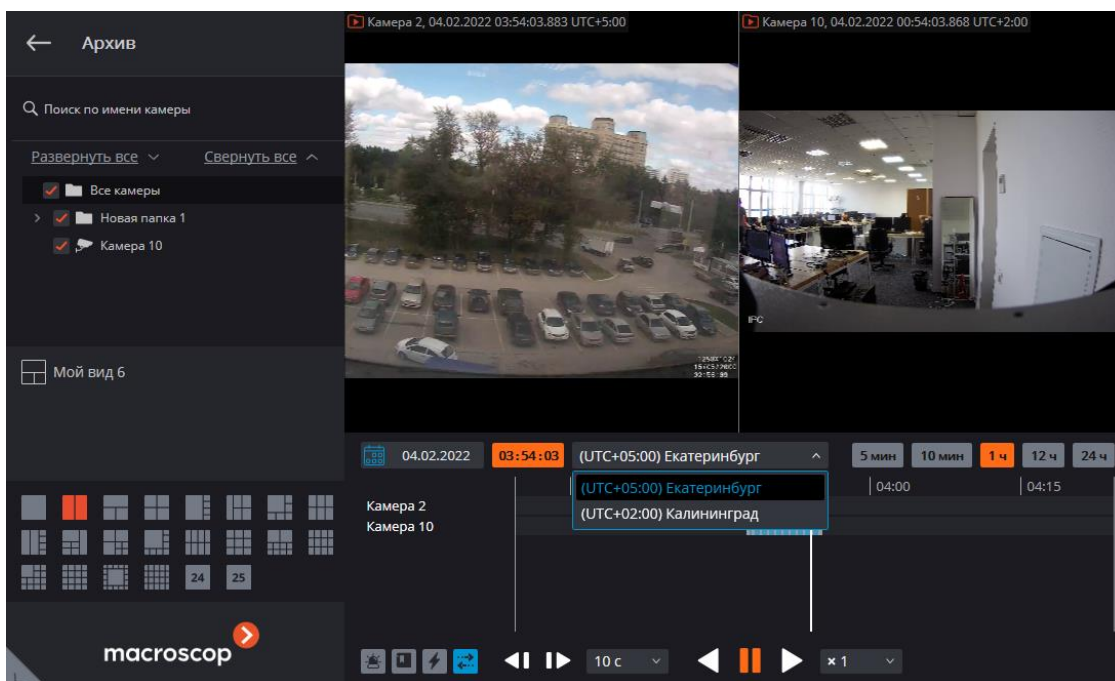 Архив
Поиск по имени камеры
Развернуть все
Свернуть все
Все камеры
Новая папка 1
Камера 10
Мой вид 6
24 25
macroscop
Камера 2, 04.02.2022 03:54:03.883 UTC+5:00
Камера 10, 04.02.2022 00:54:03.868 UTC+2:00
IPC
04.02.2022 03:54:03 (UTC+05:00) Екатеринбург 5 мин 10 мин 1 ч 12 ч 24 ч
(UTC+05:00) Екатеринбург
(UTC+02:00) Калининград
04:00 04:15
Камера 2
Камера 10
10 с
× 1